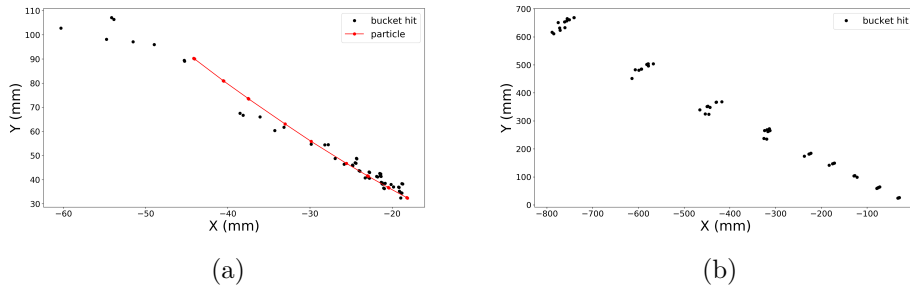 110
100
90
80
70
60
50
40
30
Y (mm)
−60 −50 −40 −30 −20
X (mm)
bucket hit
particle
(a)
700
600
500
400
300
200
100
0
Y (mm)
−800 −700 −600 −500 −400 −300 −200 −100
X (mm)
bucket hit
(b)